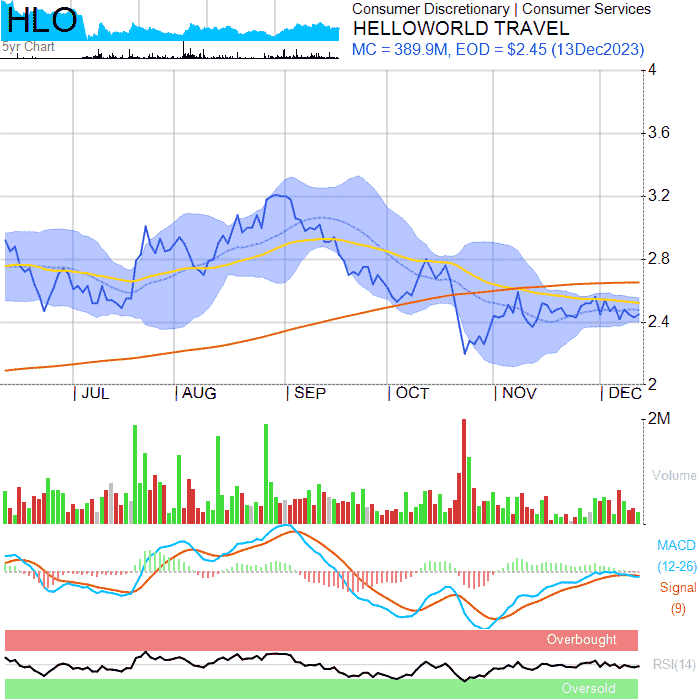 HLO
5yr Chart
Consumer Discretionary | Consumer Services
HELLOWORLD TRAVEL
MC = 389.9M, EOD = $2.45 (13Dec2023)
4
3.6
3.2
2.8
2.4
2
| JUL | AUG | SEP | OCT | NOV | DEC
2M
Volume
MACD
(12-26)
Signal
(9)
Overbought
RSI(14)
Oversold